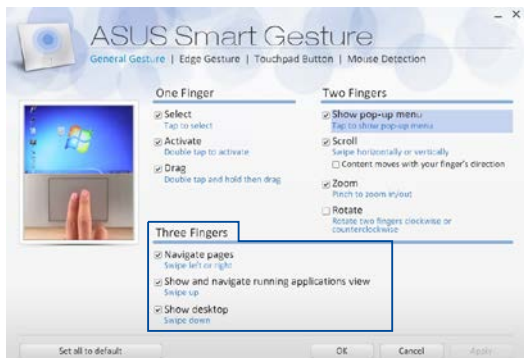 ASUS Smart Gesture
General Gesture | Edge Gesture | Touchpad Button | Mouse Detection
One Finger
Select
Tap to select
Activate
Double tap to activate
Drag
Double tap and hold then drag
Two Fingers
Show pop-up menu
Tap to show pop-up menu
Scroll
Swipe horizontally or vertically
Content moves with your finger's direction
Zoom
Pinch to zoom in/out
Rotate
Rotate two fingers clockwise or
counterclockwise
Three Fingers
Navigate pages
Swipe left or right
Show and navigate running applications view
Swipe up
Show desktop
Swipe down
Set all to default
OK
Cancel
Apply